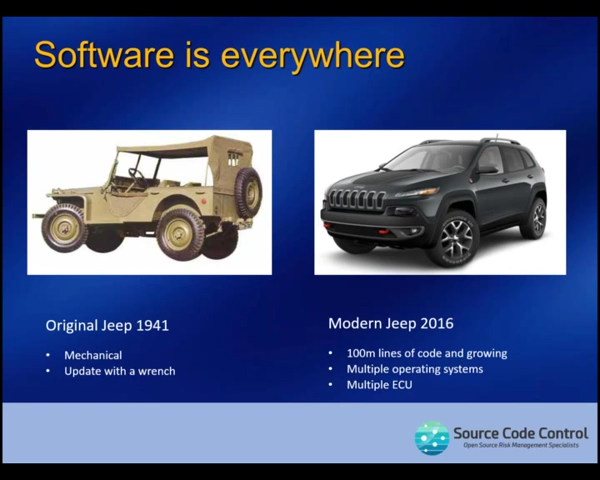 Software is everywhere
Original Jeep 1941
• Mechanical
• Update with a wrench
Modern Jeep 2016
• 100m lines of code and growing
• Multiple operating systems
• Multiple ECU
Source Code Control
Open Source Risk Management Specialists